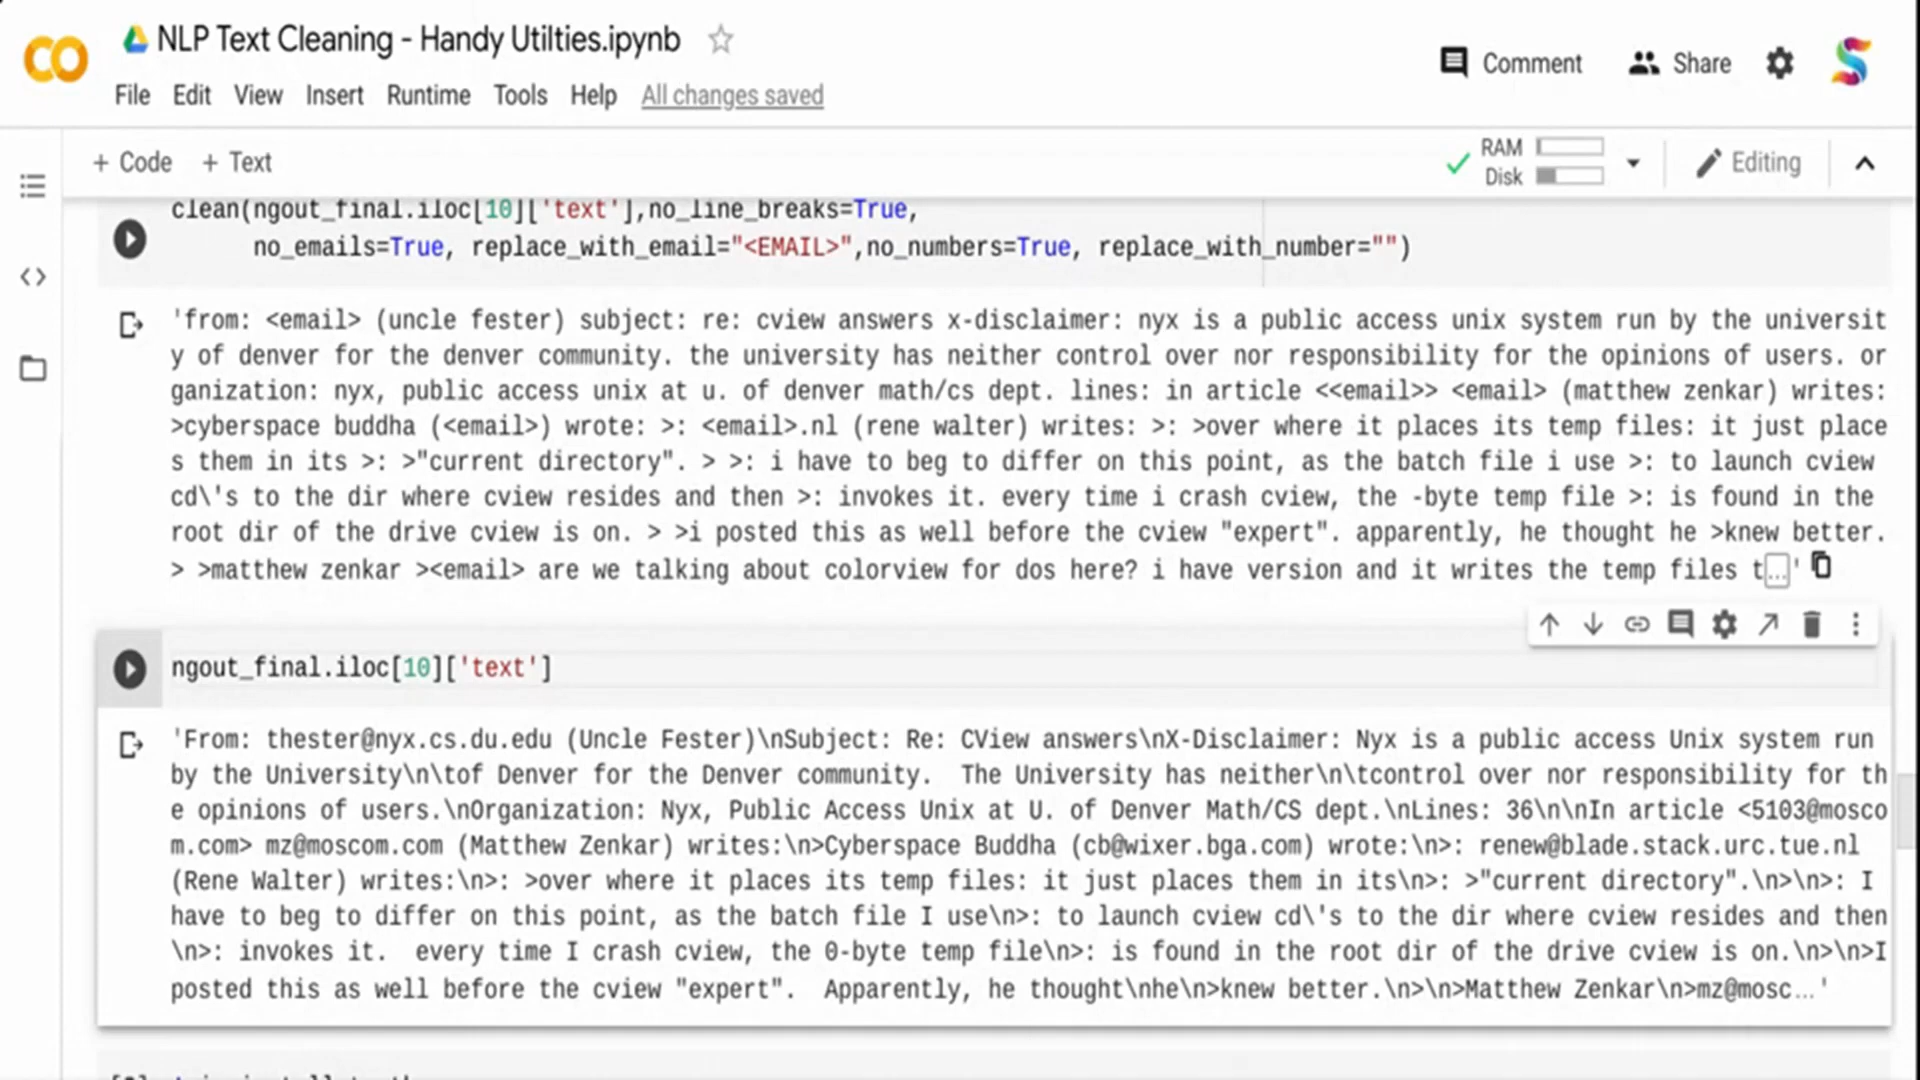 NLP Text Cleaning - Handy Utilties.ipynb
Comment
Share
File Edit View Insert Runtime Tools Help All changes saved
+ Code + Text
RAM
Disk
Editing
clean(ngout_final.iloc[10]['text'],no_line_breaks=True,
no_emails=True, replace_with_email="<EMAIL>",no_numbers=True, replace_with_number="")
'from: <email> (uncle fester) subject: re: cview answers x-disclaimer: nyx is a public access unix system run by the universit
y of denver for the denver community. the university has neither control over nor responsibility for the opinions of users. or
ganization: nyx, public access unix at u. of denver math/cs dept. lines: in article <<email>> <email> (matthew zenkar) writes:
>cyberspace buddha (<email>) wrote: >: <email>.nl (rene walter) writes: >: >over where it places its temp files: it just place
s them in its >: >"current directory". > >: i have to beg to differ on this point, as the batch file i use >: to launch cview
cd\'s to the dir where cview resides and then >: invokes it. every time i crash cview, the -byte temp file >: is found in the
root dir of the drive cview is on. > >i posted this as well before the cview "expert". apparently, he thought he >knew better.
> >matthew zenkar ><email> are we talking about colorview for dos here? i have version and it writes the temp files t...'
ngout_final.iloc[10]['text']
'From: thester@nyx.cs.du.edu (Uncle Fester)\nSubject: Re: CView answers\nX-Disclaimer: Nyx is a public access Unix system run
by the University\n\tof Denver for the Denver community.  The University has neither\n\tcontrol over nor responsibility for th
e opinions of users.\nOrganization: Nyx, Public Access Unix at U. of Denver Math/CS dept.\nLines: 36\n\nIn article <5103@mosco
m.com> mz@moscom.com (Matthew Zenkar) writes:\n>Cyberspace Buddha (cb@wixer.bga.com) wrote:\n>: renew@blade.stack.urc.tue.nl
(Rene Walter) writes:\n>: >over where it places its temp files: it just places them in its\n>: >"current directory".\n>\n>: I
have to beg to differ on this point, as the batch file I use\n>: to launch cview cd\'s to the dir where cview resides and then
\n>: invokes it.  every time I crash cview, the 0-byte temp file\n>: is found in the root dir of the drive cview is on.\n>\n>I
posted this as well before the cview "expert".  Apparently, he thought\nhe\n>knew better.\n>\n>Matthew Zenkar\n>mz@mosc...'